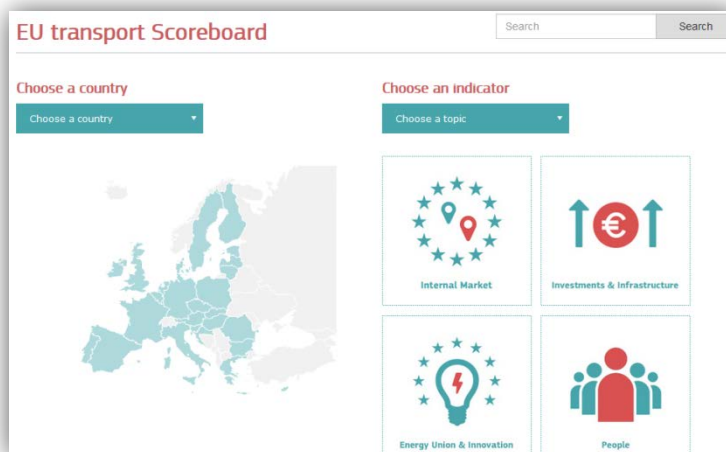 EU transport Scoreboard
Search Search
Choose a country
Choose a country
Choose an indicator
Choose a topic
Internal Market
Investments & Infrastructure
Energy Union & Innovation
People